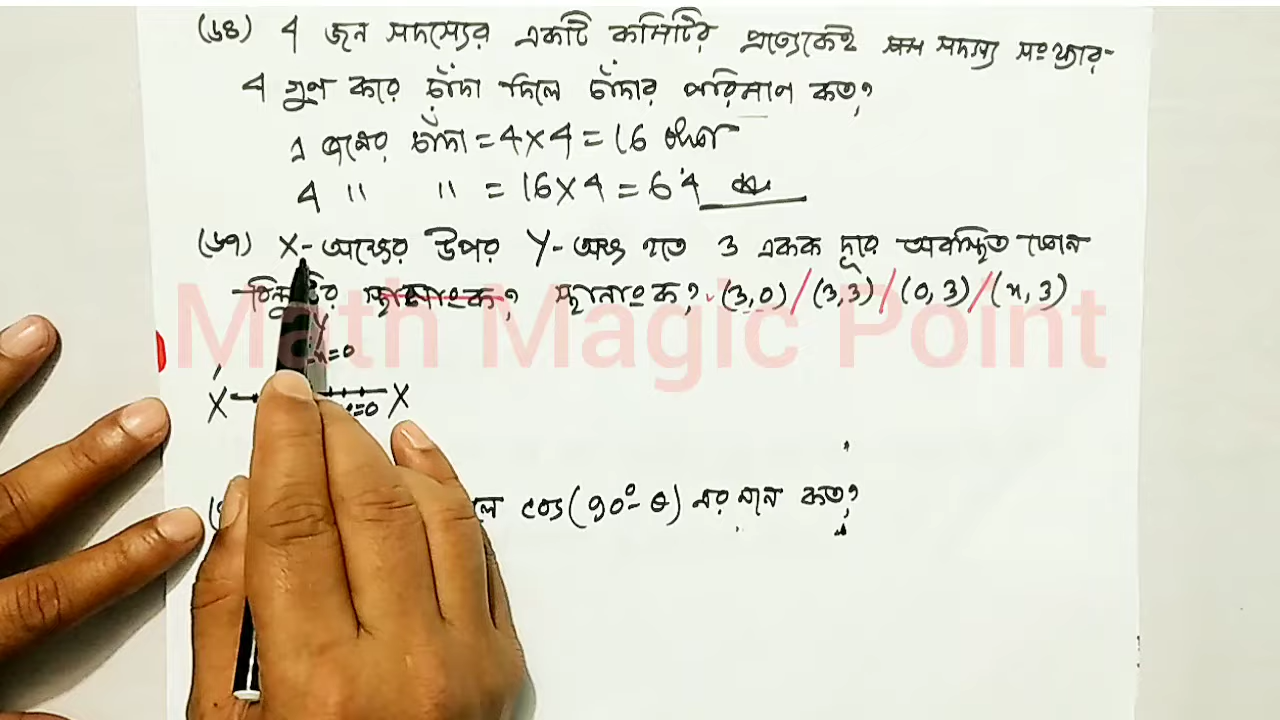 (৬৪) 4 জন সদস্যের একটি কমিটির প্রত্যেকেই সদস্য সংখ্যার-
4 গুণ করে চাঁদা দিলে চাঁদার পরিমাণ কত?
1 জনের চাঁদা = 4×4 = 16
4 " " = 16×4 = 64
X- অক্ষের উপর Y- অক্ষ হতে 3 একক দূরে অবস্থিত কোন
স্থানাংক? (3,0) / (3,3) / (0,3) / (x, 3)
Y
x=0
X =0 X
cos(90°- θ) এর মান কত?
Math Magic Point